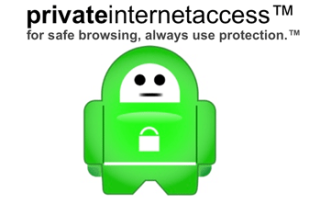 privateinternetaccess™
for safe browsing, always use protection.™